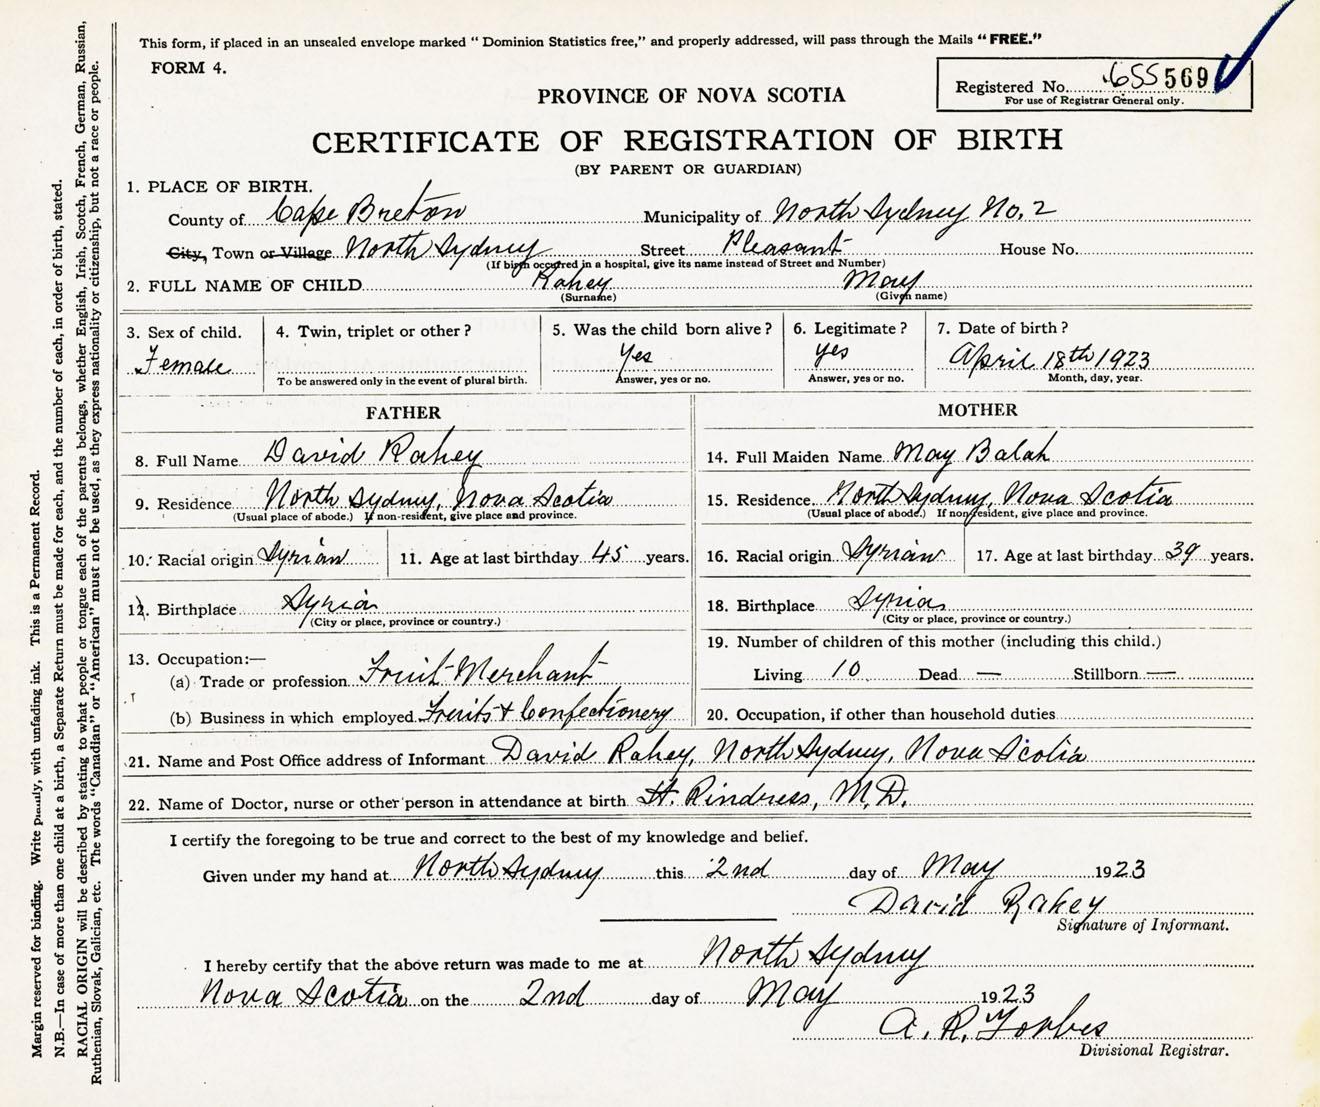 This form, if placed in an unsealed envelope marked "Dominion Statistics free," and properly addressed, will pass through the Mails "FREE."
FORM 4.
Registered No. 655569
For use of Registrar General only.
PROVINCE OF NOVA SCOTIA
CERTIFICATE OF REGISTRATION OF BIRTH
(BY PARENT OR GUARDIAN)
1. PLACE OF BIRTH.
County of Cape Breton Municipality of North Sydney No. 2
City, Town or Village North Sydney Street Pleasant House No.
(If birth occurred in a hospital, give its name instead of Street and Number)
2. FULL NAME OF CHILD Rahey May
(Surname) (Given name)
3. Sex of child. 4. Twin, triplet or other? 5. Was the child born alive? 6. Legitimate? 7. Date of birth?
Female Yes yes April 18th 1923
To be answered only in the event of plural birth. Answer, yes or no. Answer, yes or no. Month, day, year.
FATHER MOTHER
8. Full Name David Rahey 14. Full Maiden Name May Balah
9. Residence North Sydney, Nova Scotia 15. Residence North Sydney, Nova Scotia
(Usual place of abode.) If non-resident, give place and province. (Usual place of abode.) If non resident, give place and province.
10. Racial origin Syrian 11. Age at last birthday 45 years. 16. Racial origin Syrian 17. Age at last birthday 39 years.
12. Birthplace Syria 18. Birthplace Syria
(City or place, province or country.) (City or place, province or country.)
13. Occupation:— 19. Number of children of this mother (including this child.)
(a) Trade or profession Fruit Merchant Living 10 Dead — Stillborn —
(b) Business in which employed Fruits & Confectionery 20. Occupation, if other than household duties
21. Name and Post Office address of Informant David Rahey, North Sydney, Nova Scotia
22. Name of Doctor, nurse or other person in attendance at birth H. Rindress, M.D.
I certify the foregoing to be true and correct to the best of my knowledge and belief.
Given under my hand at North Sydney this 2nd day of May 1923
David Rahey
Signature of Informant.
I hereby certify that the above return was made to me at North Sydney
Nova Scotia on the 2nd day of May 1923
A. R. Forbes
Divisional Registrar.
Margin reserved for binding. Write plainly, with unfading ink. This is a Permanent Record.
N.B.—In case of more than one child at a birth, a Separate Return must be made for each, and the number of each, in order of birth, stated.
RACIAL ORIGIN will be described by stating to what people or tongue each of the parents belongs, whether English, Irish, Scotch, French, German, Russian,
Ruthenian, Slovak, Galician, etc. The words "Canadian" or "American" must not be used, as they express nationality or citizenship, but not a race or people.